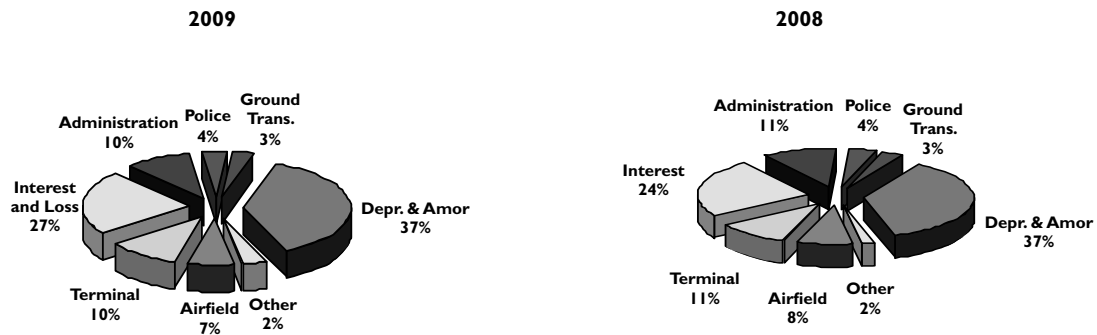 2009
Ground
Trans.
3%
Police
4%
Administration
10%
Interest
and Loss
27%
Depr. & Amor
37%
Terminal
10%
Airfield
7%
Other
2%
2008
Administration
11%
Police
4%
Ground
Trans.
3%
Interest
24%
Depr. & Amor
37%
Terminal
11%
Airfield
8%
Other
2%